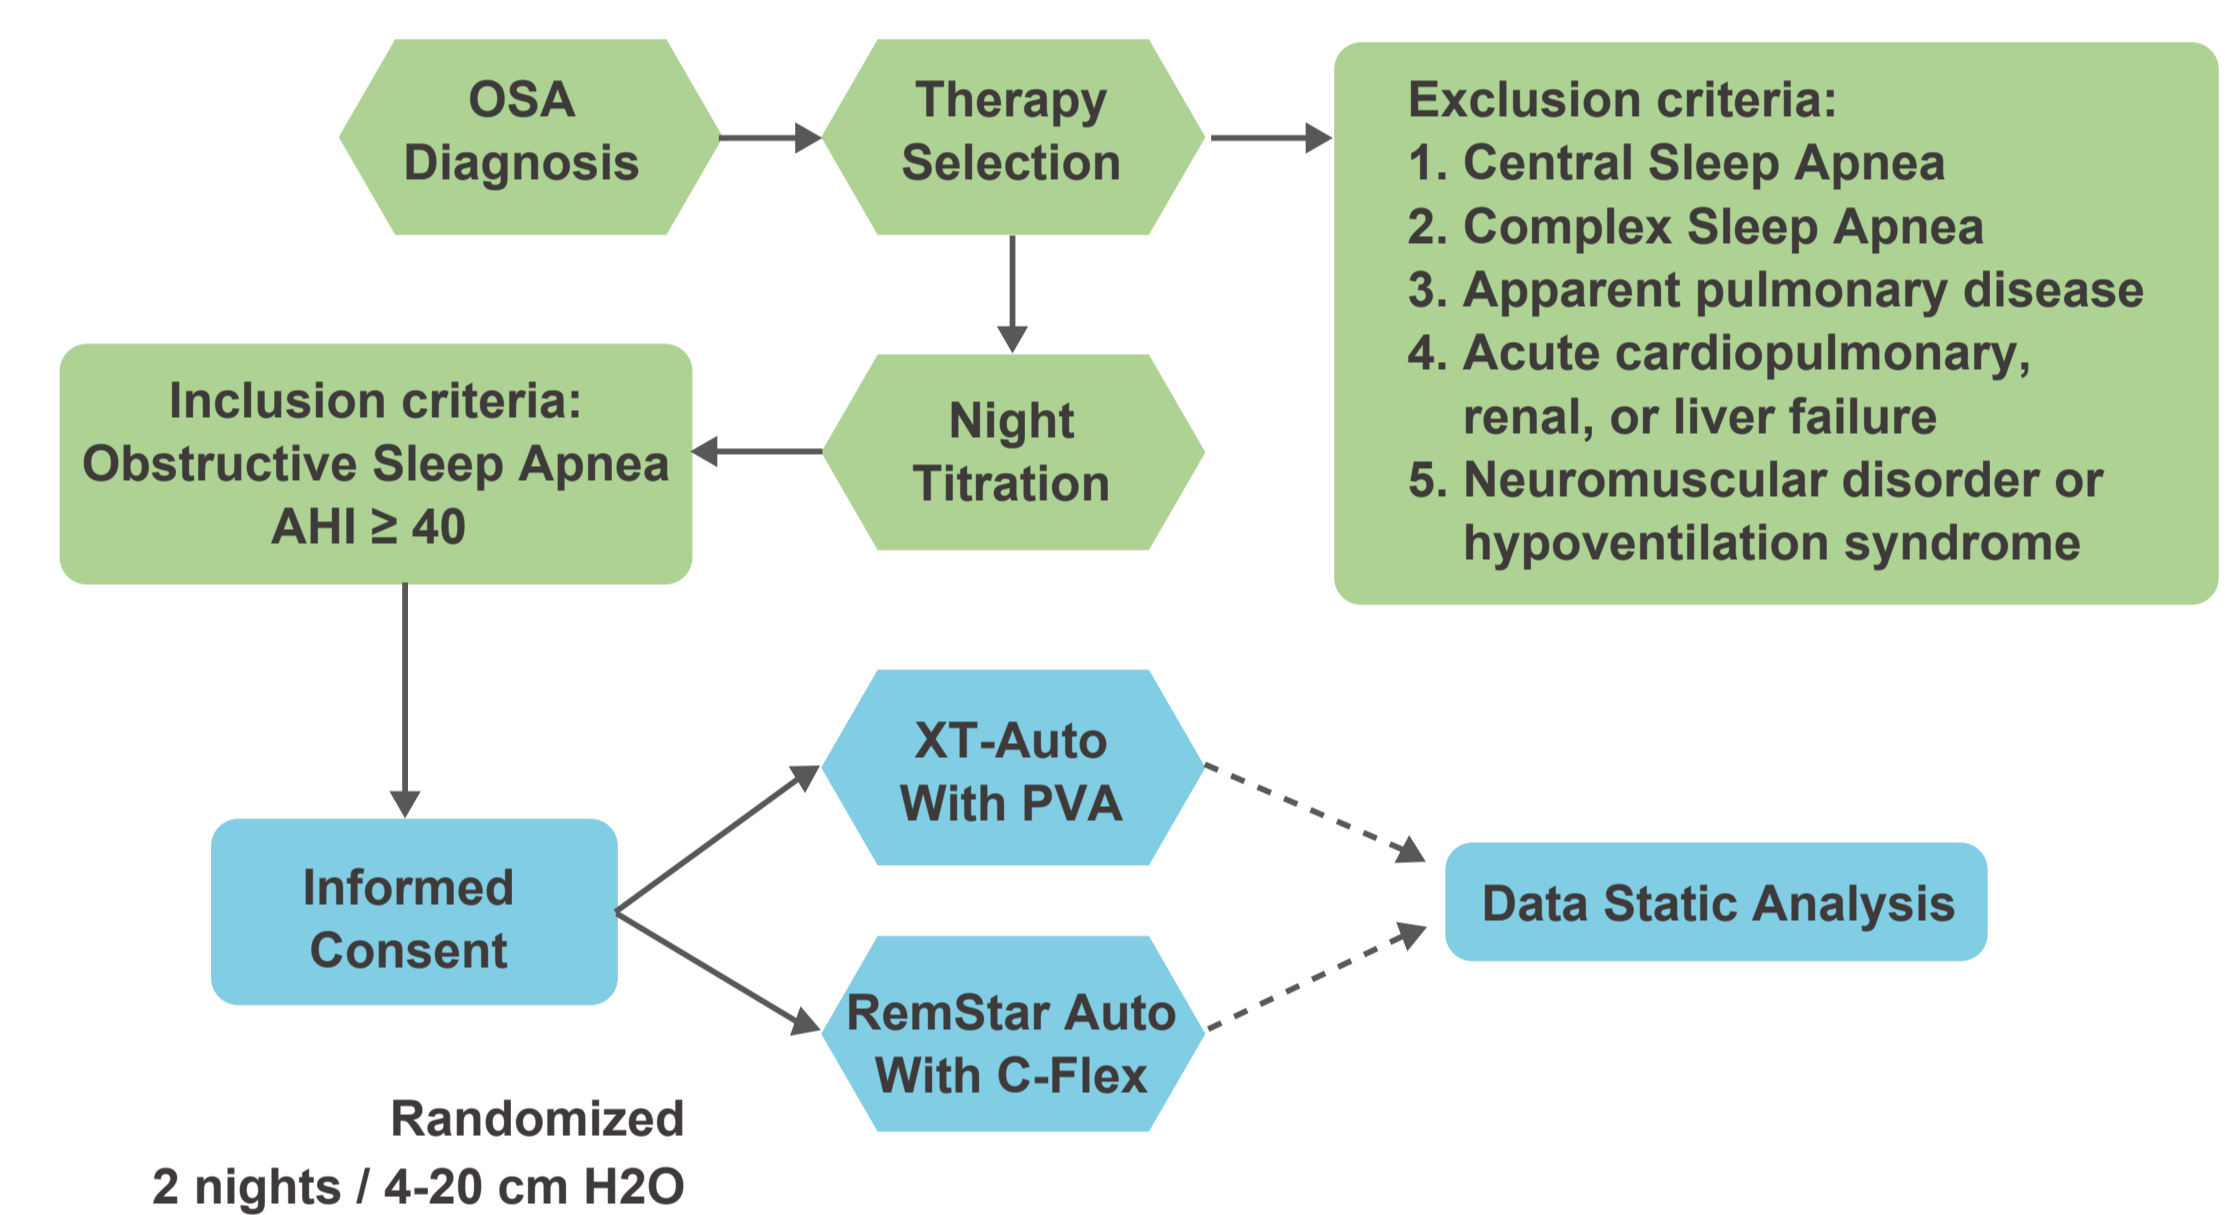 OSA
Diagnosis
Therapy
Selection
Exclusion criteria:
1. Central Sleep Apnea
2. Complex Sleep Apnea
3. Apparent pulmonary disease
4. Acute cardiopulmonary,
renal, or liver failure
5. Neuromuscular disorder or
hypoventilation syndrome
Night
Titration
Inclusion criteria:
Obstructive Sleep Apnea
AHI ≥ 40
Informed
Consent
Randomized
2 nights / 4-20 cm H2O
XT-Auto
With PVA
RemStar Auto
With C-Flex
Data Static Analysis